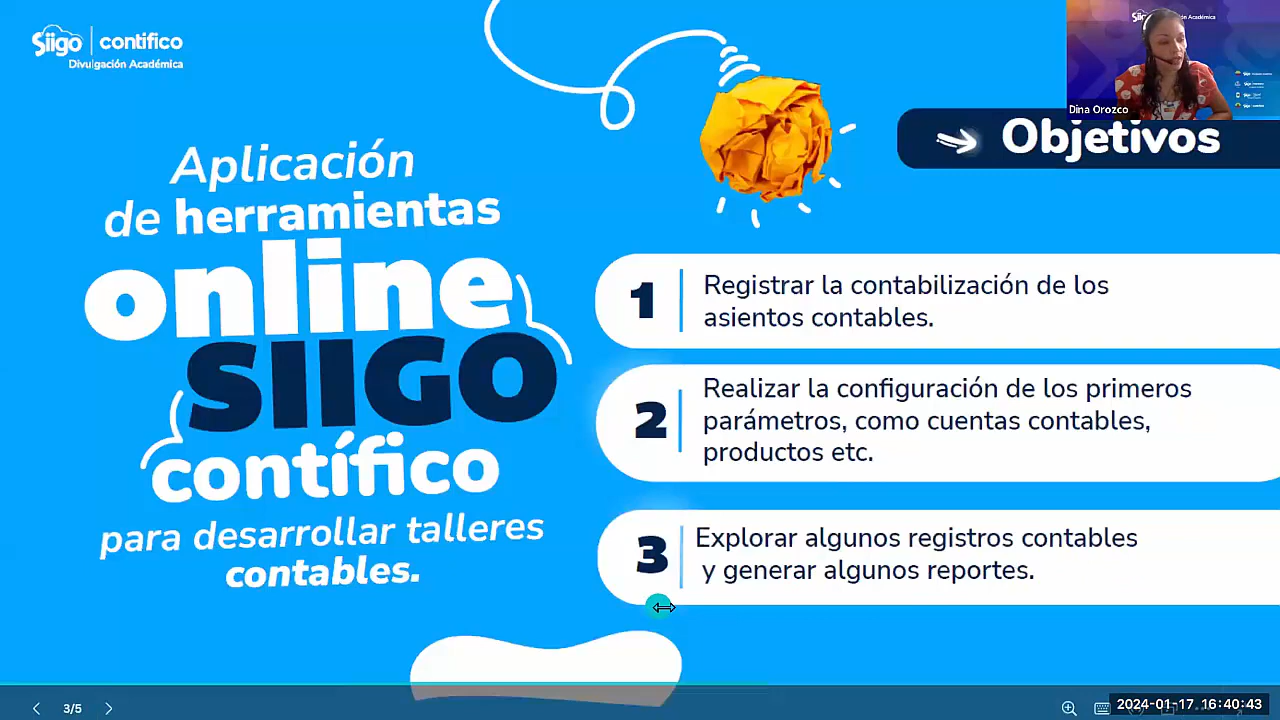 Siigo contífico
Divulgación Académica
Dina Orozco
Objetivos
Aplicación
de herramientas
online
SIIGO
contífico
para desarrollar talleres
contables.
1
Registrar la contabilización de los
asientos contables.
2
Realizar la configuración de los primeros
parámetros, como cuentas contables,
productos etc.
3
Explorar algunos registros contables
y generar algunos reportes.
3/5
2024-01-17 16:40:43